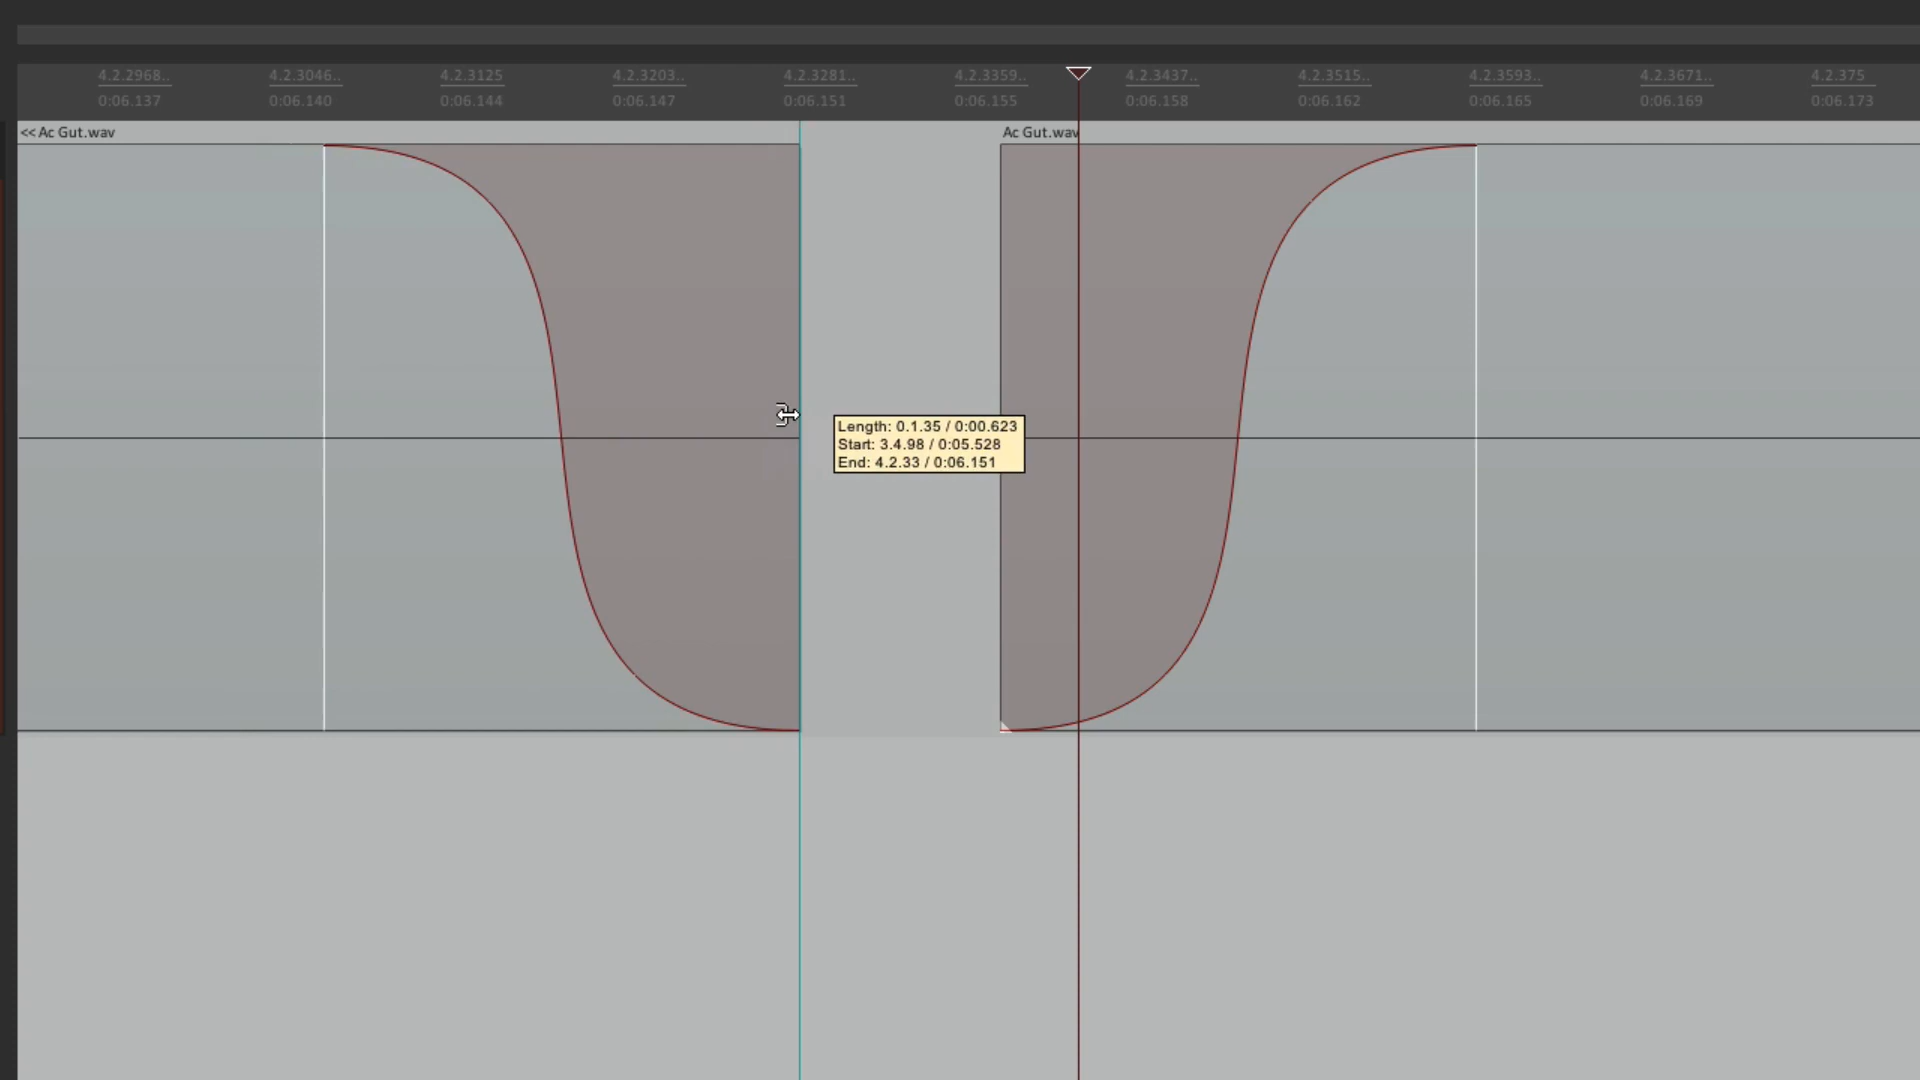 4.2.2968.. 4.2.3046.. 4.2.3125 4.2.3203.. 4.2.3281.. 4.2.3359.. 4.2.3437.. 4.2.3515.. 4.2.3593.. 4.2.3671.. 4.2.375
0:06.137 0:06.140 0:06.144 0:06.147 0:06.151 0:06.155 0:06.158 0:06.162 0:06.165 0:06.169 0:06.173
<< Ac Gut.wav Ac Gut.wav
Length: 0.1.35 / 0:00.623
Start: 3.4.98 / 0:05.528
End: 4.2.33 / 0:06.151